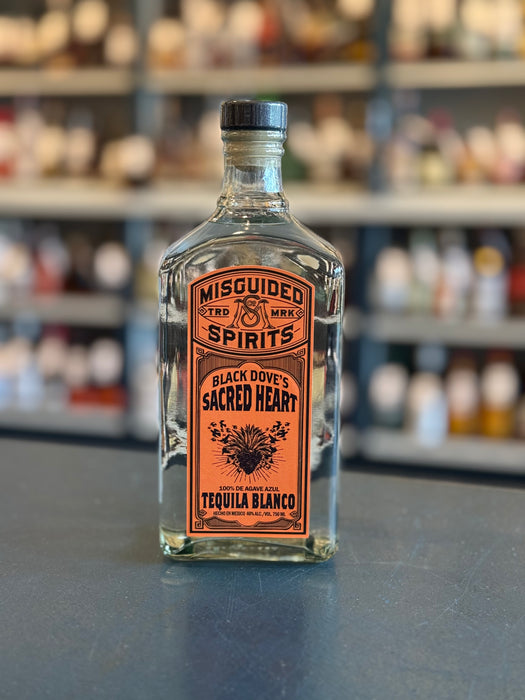 MISGUIDED
TRD MRK
SPIRITS
BLACK DOVE'S
SACRED HEART
100% DE AGAVE AZUL
TEQUILA BLANCO
HECHO EN MEXICO 40% ALC./VOL. 750 ML